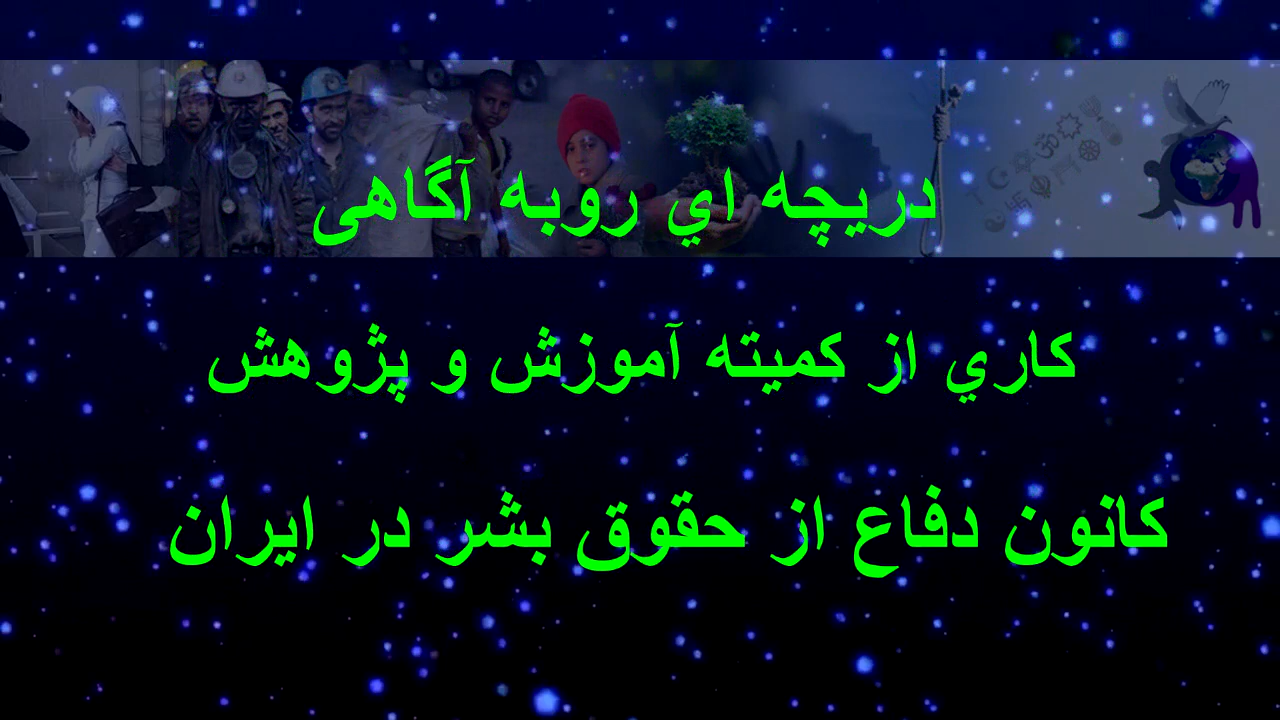 دريچه اي روبه آگاهی
كاري از كميته آموزش و پژوهش
كانون دفاع از حقوق بشر در ايران